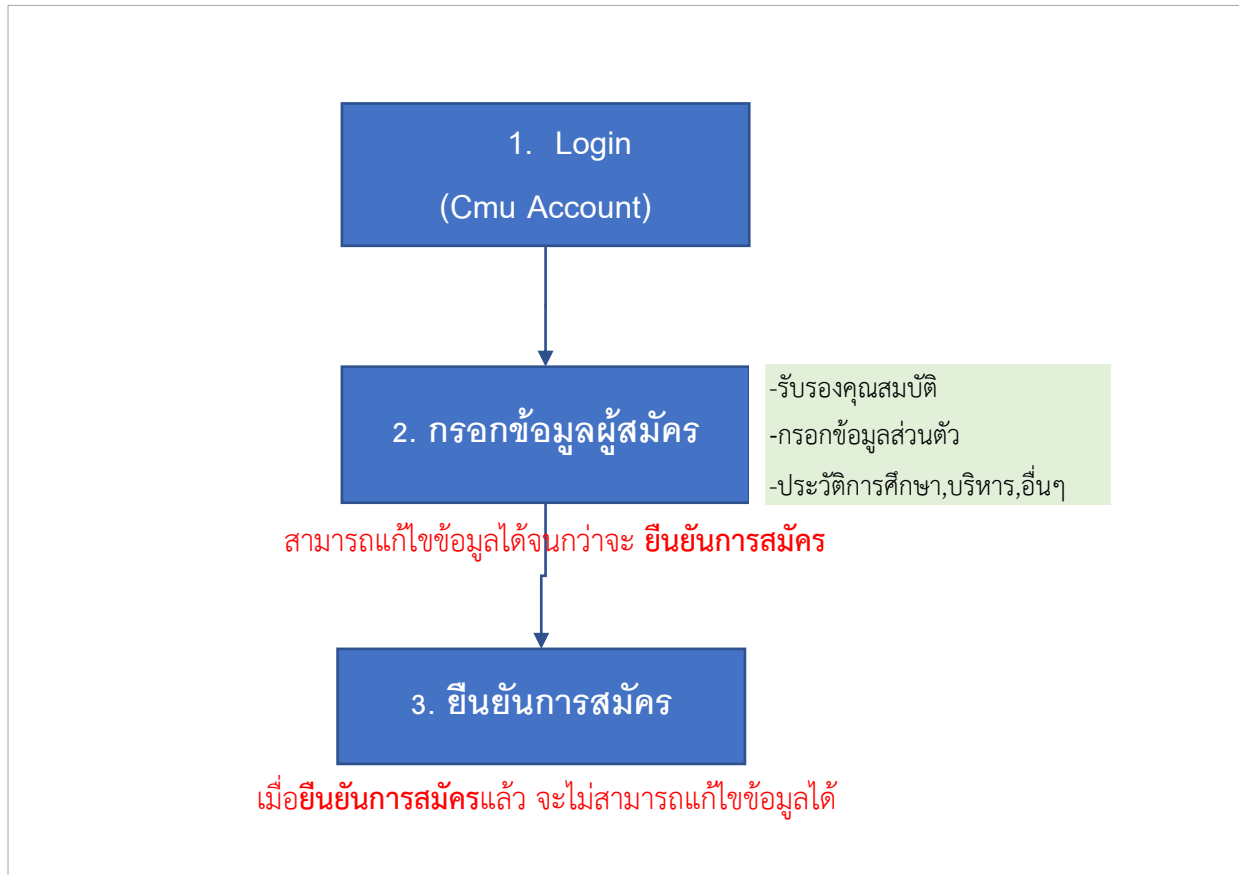 1. Login
(Cmu Account)
2. กรอกข้อมูลผู้สมัคร
-รับรองคุณสมบัติ
-กรอกข้อมูลส่วนตัว
-ประวัติการศึกษา,บริหาร,อื่นๆ
สามารถแก้ไขข้อมูลได้จนกว่าจะ ยืนยันการสมัคร
3. ยืนยันการสมัคร
เมื่อยืนยันการสมัครแล้ว จะไม่สามารถแก้ไขข้อมูลได้